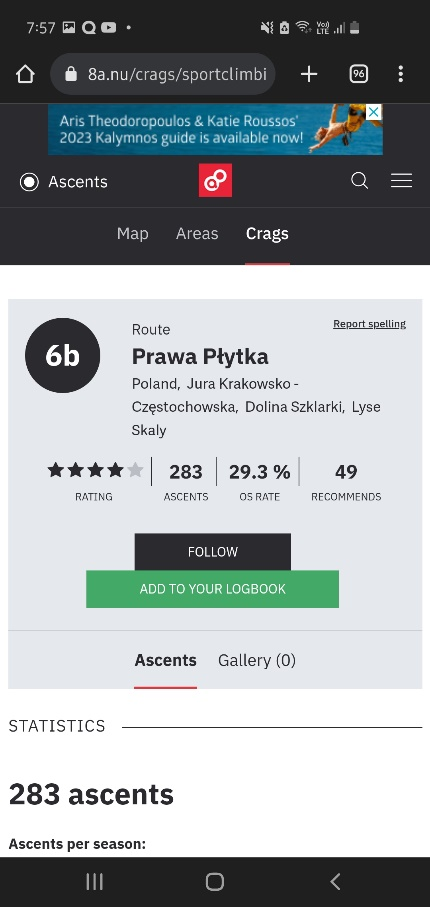 7:57
Vo))
LTE
8a.nu/crags/sportclimbi
96
Aris Theodoropoulos & Katie Roussos'
2023 Kalymnos guide is available now!
Ascents
Map Areas Crags
Report spelling
6b
Route
Prawa Płytka
Poland, Jura Krakowsko -
Częstochowska, Dolina Szklarki, Lyse
Skaly
283 29.3 % 49
RATING ASCENTS OS RATE RECOMMENDS
FOLLOW
ADD TO YOUR LOGBOOK
Ascents Gallery (0)
STATISTICS
283 ascents
Ascents per season: